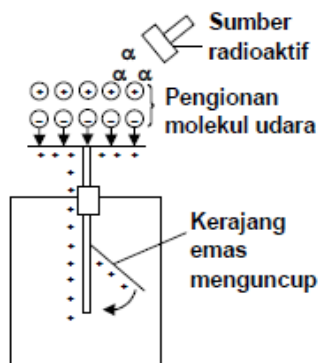 Sumber
radioaktif
α
α α
+ + + + +
− − − − −
Pengionan
molekul udara
+ + + + +
Kerajang
emas
menguncup